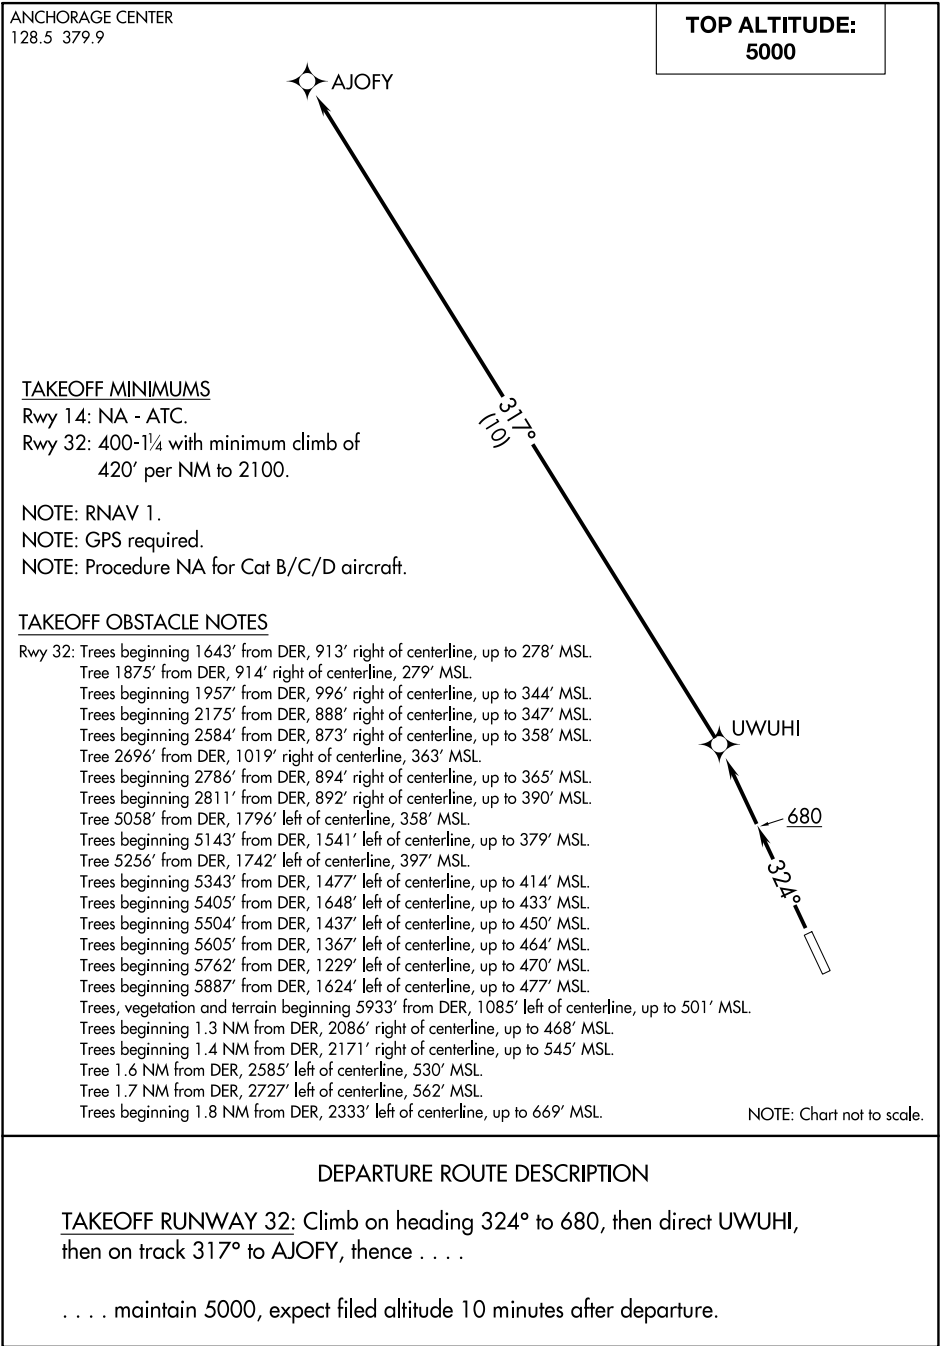 ANCHORAGE CENTER
128.5 379.9
TOP ALTITUDE:
5000
AJOFY
317°
(10)
TAKEOFF MINIMUMS
Rwy 14: NA - ATC.
Rwy 32: 400-1¼ with minimum climb of
420′ per NM to 2100.
NOTE: RNAV 1.
NOTE: GPS required.
NOTE: Procedure NA for Cat B/C/D aircraft.
UWUHI
680
324°
TAKEOFF OBSTACLE NOTES
Rwy 32: Trees beginning 1643′ from DER, 913′ right of centerline, up to 278′ MSL.
Tree 1875′ from DER, 914′ right of centerline, 279′ MSL.
Trees beginning 1957′ from DER, 996′ right of centerline, up to 344′ MSL.
Trees beginning 2175′ from DER, 888′ right of centerline, up to 347′ MSL.
Trees beginning 2584′ from DER, 873′ right of centerline, up to 358′ MSL.
Tree 2696′ from DER, 1019′ right of centerline, 363′ MSL.
Trees beginning 2786′ from DER, 894′ right of centerline, up to 365′ MSL.
Trees beginning 2811′ from DER, 892′ right of centerline, up to 390′ MSL.
Tree 5058′ from DER, 1796′ left of centerline, 358′ MSL.
Trees beginning 5143′ from DER, 1541′ left of centerline, up to 379′ MSL.
Tree 5256′ from DER, 1742′ left of centerline, 397′ MSL.
Trees beginning 5343′ from DER, 1477′ left of centerline, up to 414′ MSL.
Trees beginning 5405′ from DER, 1648′ left of centerline, up to 433′ MSL.
Trees beginning 5504′ from DER, 1437′ left of centerline, up to 450′ MSL.
Trees beginning 5605′ from DER, 1367′ left of centerline, up to 464′ MSL.
Trees beginning 5762′ from DER, 1229′ left of centerline, up to 470′ MSL.
Trees beginning 5887′ from DER, 1624′ left of centerline, up to 477′ MSL.
Trees, vegetation and terrain beginning 5933′ from DER, 1085′ left of centerline, up to 501′ MSL.
Trees beginning 1.3 NM from DER, 2086′ right of centerline, up to 468′ MSL.
Trees beginning 1.4 NM from DER, 2171′ right of centerline, up to 545′ MSL.
Tree 1.6 NM from DER, 2585′ left of centerline, 530′ MSL.
Tree 1.7 NM from DER, 2727′ left of centerline, 562′ MSL.
Trees beginning 1.8 NM from DER, 2333′ left of centerline, up to 669′ MSL.
NOTE: Chart not to scale.
DEPARTURE ROUTE DESCRIPTION
TAKEOFF RUNWAY 32: Climb on heading 324° to 680, then direct UWUHI,
then on track 317° to AJOFY, thence . . . .
. . . . maintain 5000, expect filed altitude 10 minutes after departure.